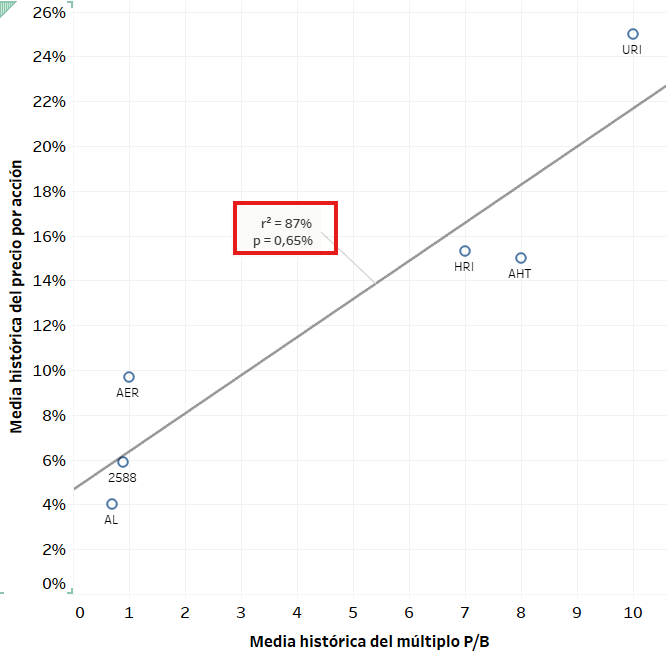 26%
24%
22%
20%
18%
16%
14%
12%
10%
8%
6%
4%
2%
0%
Media histórica del precio por acción
URI
r² = 87%
p = 0,65%
HRI
AHT
AER
2588
AL
0 1 2 3 4 5 6 7 8 9 10
Media histórica del múltiplo P/B